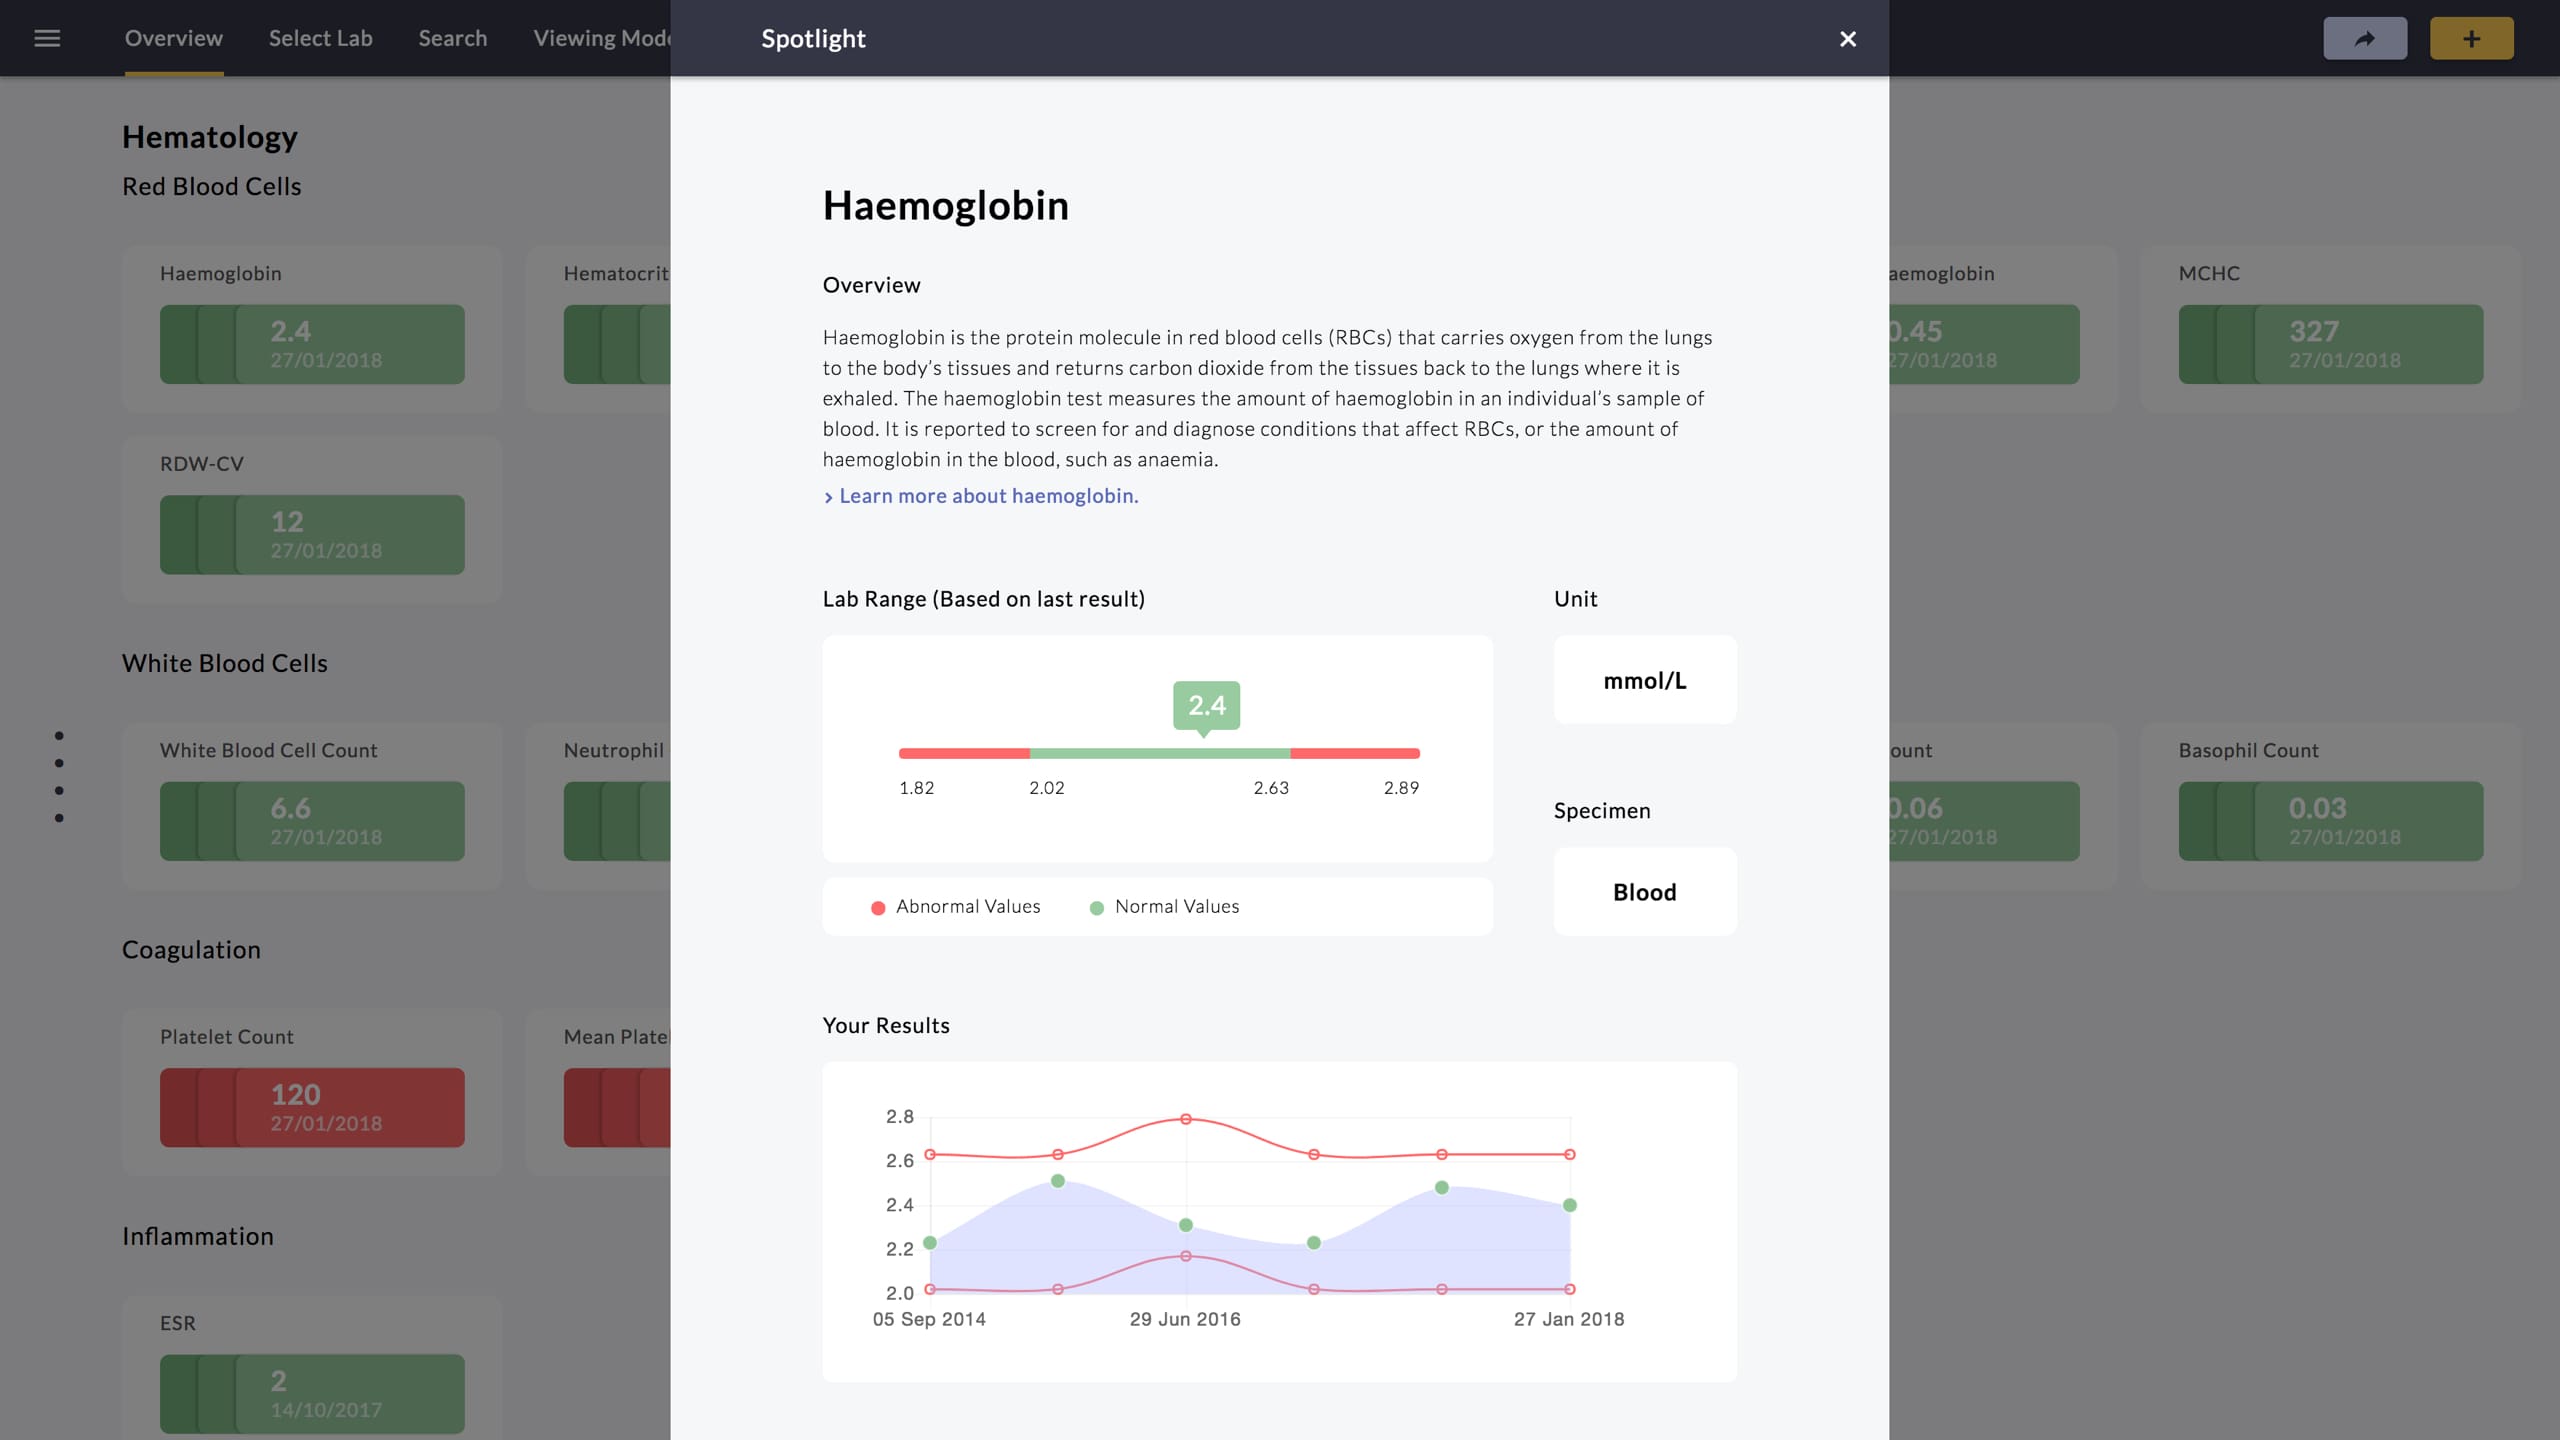 Overview
Select Lab
Search
Viewing Mode
Spotlight
Hematology
Red Blood Cells
Haemoglobin
2.4
27/01/2018
Hematocrit
aemoglobin
0.45
27/01/2018
MCHC
327
27/01/2018
RDW-CV
12
27/01/2018
White Blood Cells
White Blood Cell Count
6.6
27/01/2018
Neutrophil
ount
0.06
27/01/2018
Basophil Count
0.03
27/01/2018
Coagulation
Platelet Count
120
27/01/2018
Mean Platel
Inflammation
ESR
2
14/10/2017
Haemoglobin
Overview
Haemoglobin is the protein molecule in red blood cells (RBCs) that carries oxygen from the lungs
to the body’s tissues and returns carbon dioxide from the tissues back to the lungs where it is
exhaled. The haemoglobin test measures the amount of haemoglobin in an individual’s sample of
blood. It is reported to screen for and diagnose conditions that affect RBCs, or the amount of
haemoglobin in the blood, such as anaemia.
› Learn more about haemoglobin.
Lab Range (Based on last result)
2.4
1.82 2.02 2.63 2.89
Abnormal Values Normal Values
Unit
mmol/L
Specimen
Blood
Your Results
2.8
2.6
2.4
2.2
2.0
05 Sep 2014 29 Jun 2016 27 Jan 2018